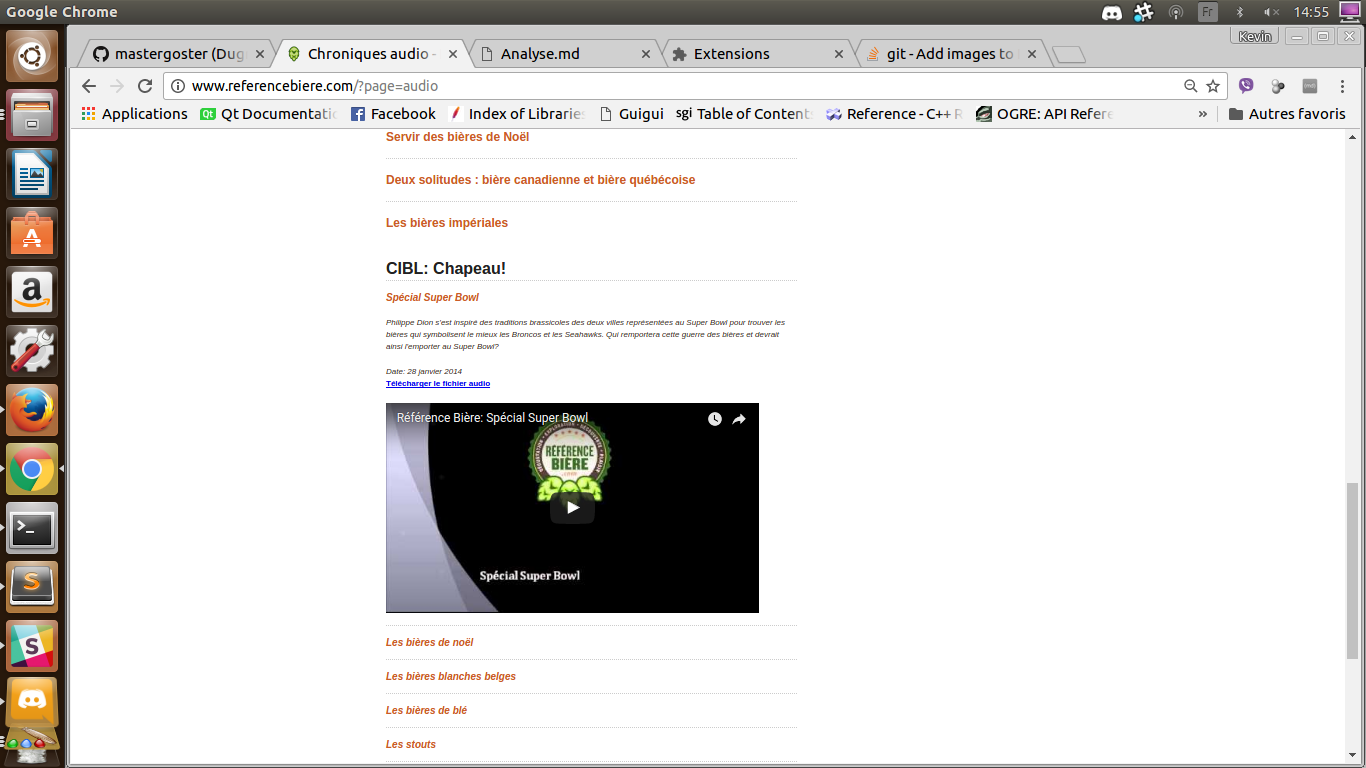 Google Chrome
Fr
14:55
mastergoster (Dug
Chroniques audio -
Analyse.md
Extensions
git - Add images to
Kevin
www.referencebiere.com/?page=audio
Applications
Qt Documentati
Facebook
Index of Libraries
Guigui
sgi Table of Contents
Reference - C++ R
OGRE: API Refere
»
Autres favoris
Servir des bières de Noël
Deux solitudes : bière canadienne et bière québécoise
Les bières impériales
CIBL: Chapeau!
Spécial Super Bowl
Philippe Dion s'est inspiré des traditions brassicoles des deux villes représentées au Super Bowl pour trouver les
bières qui symbolisent le mieux les Broncos et les Seahawks. Qui remportera cette guerre des bières et devrait
ainsi l'emporter au Super Bowl?
Date: 28 janvier 2014
Télécharger le fichier audio
Référence Bière: Spécial Super Bowl
RÉFÉRENCE
BIÈRE
.com
Spécial Super Bowl
Les bières de noël
Les bières blanches belges
Les bières de blé
Les stouts